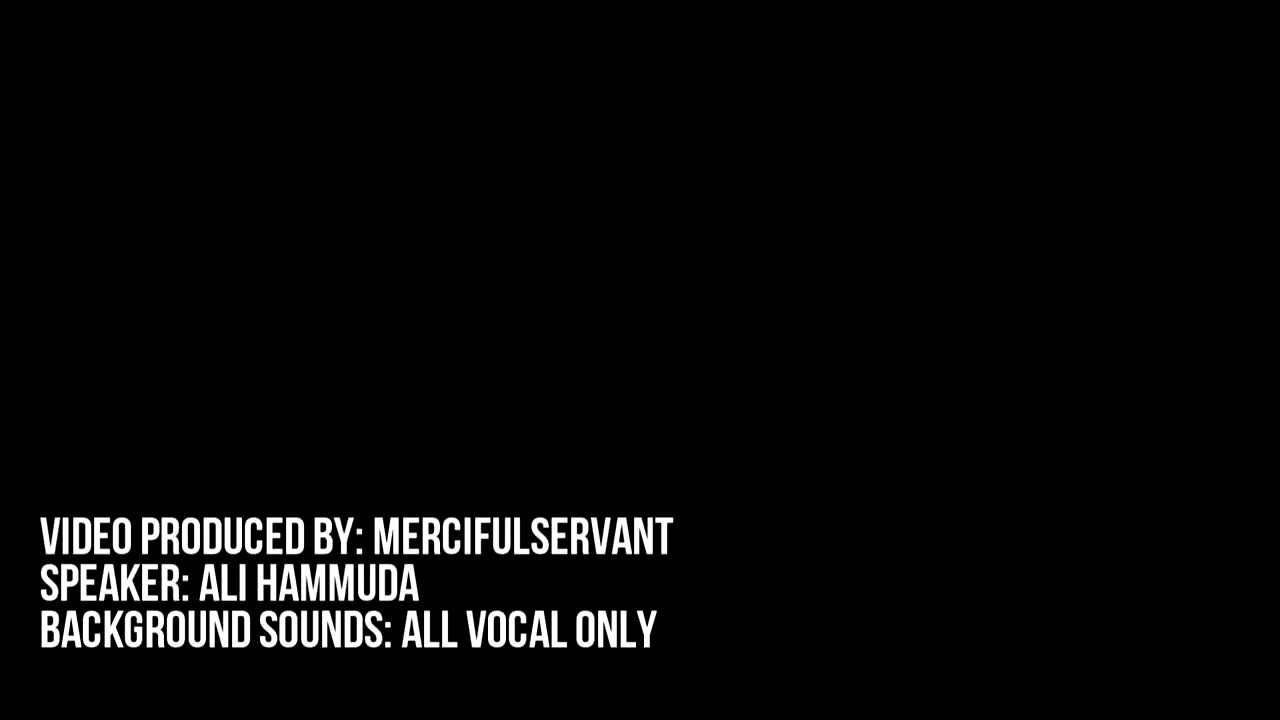 VIDEO PRODUCED BY: MERCIFULSERVANT
SPEAKER: ALI HAMMUDA
BACKGROUND SOUNDS: ALL VOCAL ONLY